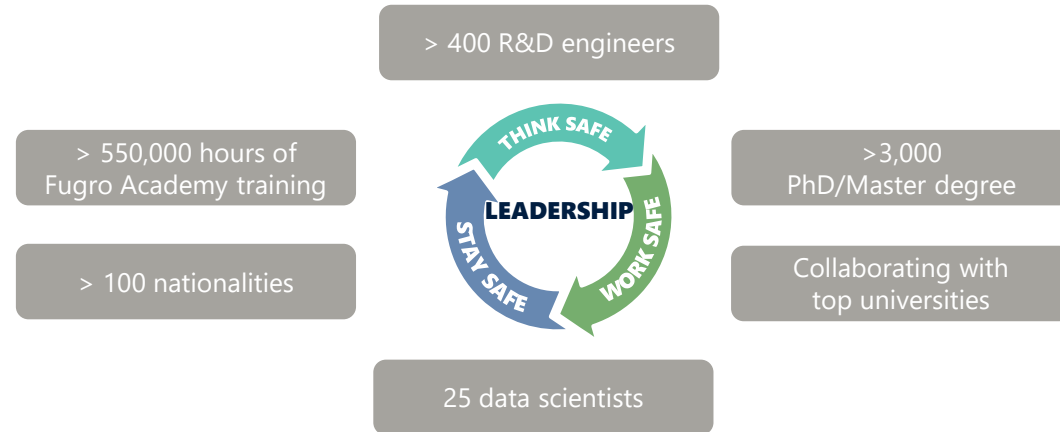 > 400 R&D engineers
> 550,000 hours of
Fugro Academy training
THINK SAFE
>3,000
PhD/Master degree
LEADERSHIP
STAY SAFE
WORK SAFE
> 100 nationalities
Collaborating with
top universities
25 data scientists